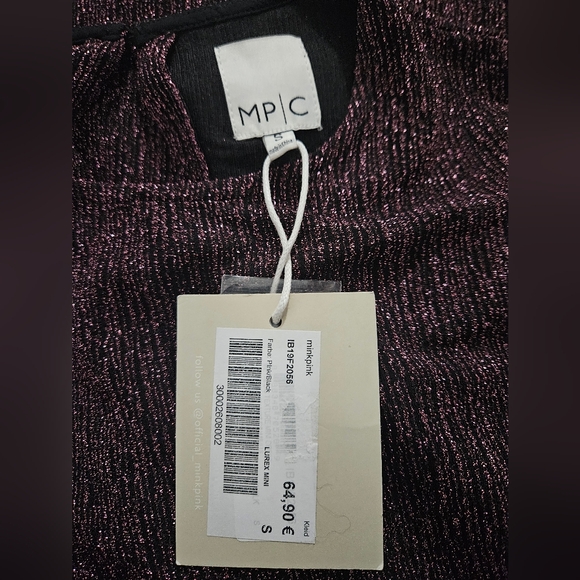 MP|C
S
minkpink
IB19F2056
Farbe: Pink/Black
30002608002
LUREX MINI
64,90 €
Kleid
S
follow us @official_minkpink